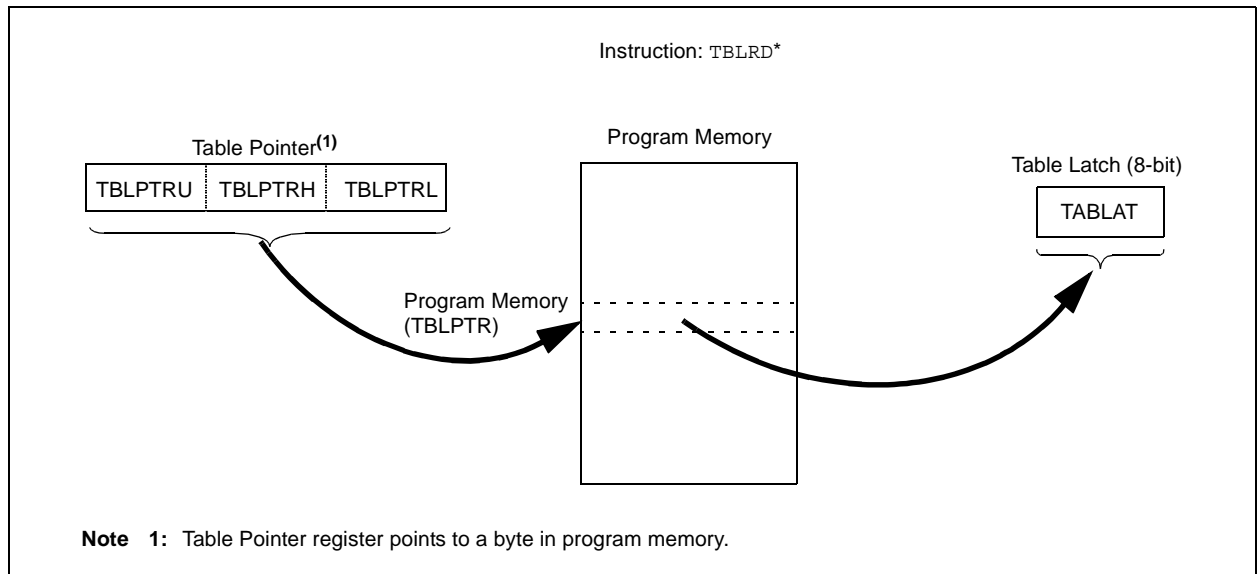 Instruction: TBLRD*
Table Pointer(1)
TBLPTRU TBLPTRH TBLPTRL
Program Memory
Table Latch (8-bit)
TABLAT
Program Memory
(TBLPTR)
Note 1: Table Pointer register points to a byte in program memory.